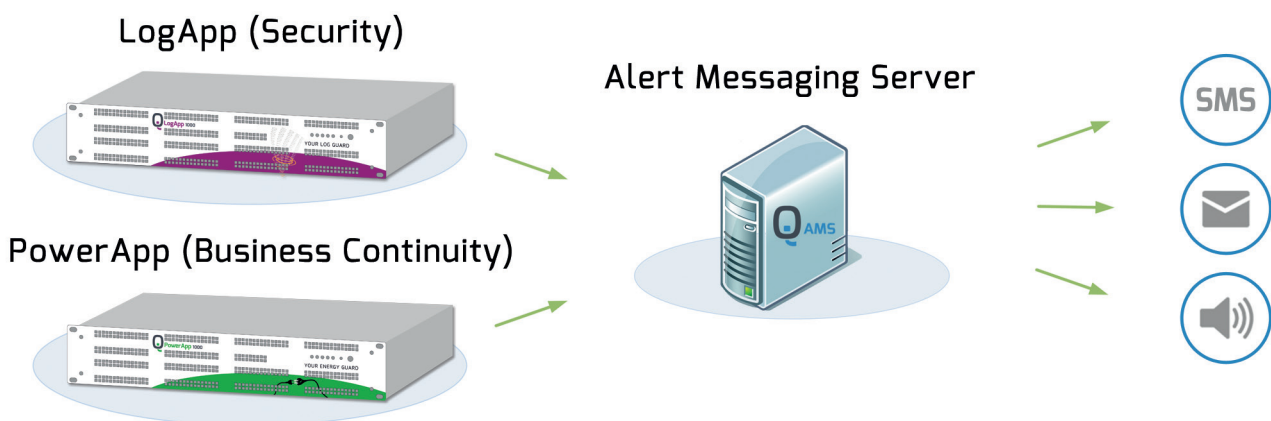 LogApp (Security)
Q LogApp 1000
YOUR LOG GUARD
PowerApp (Business Continuity)
Q PowerApp 1000
YOUR ENERGY GUARD
Alert Messaging Server
Q AMS
SMS